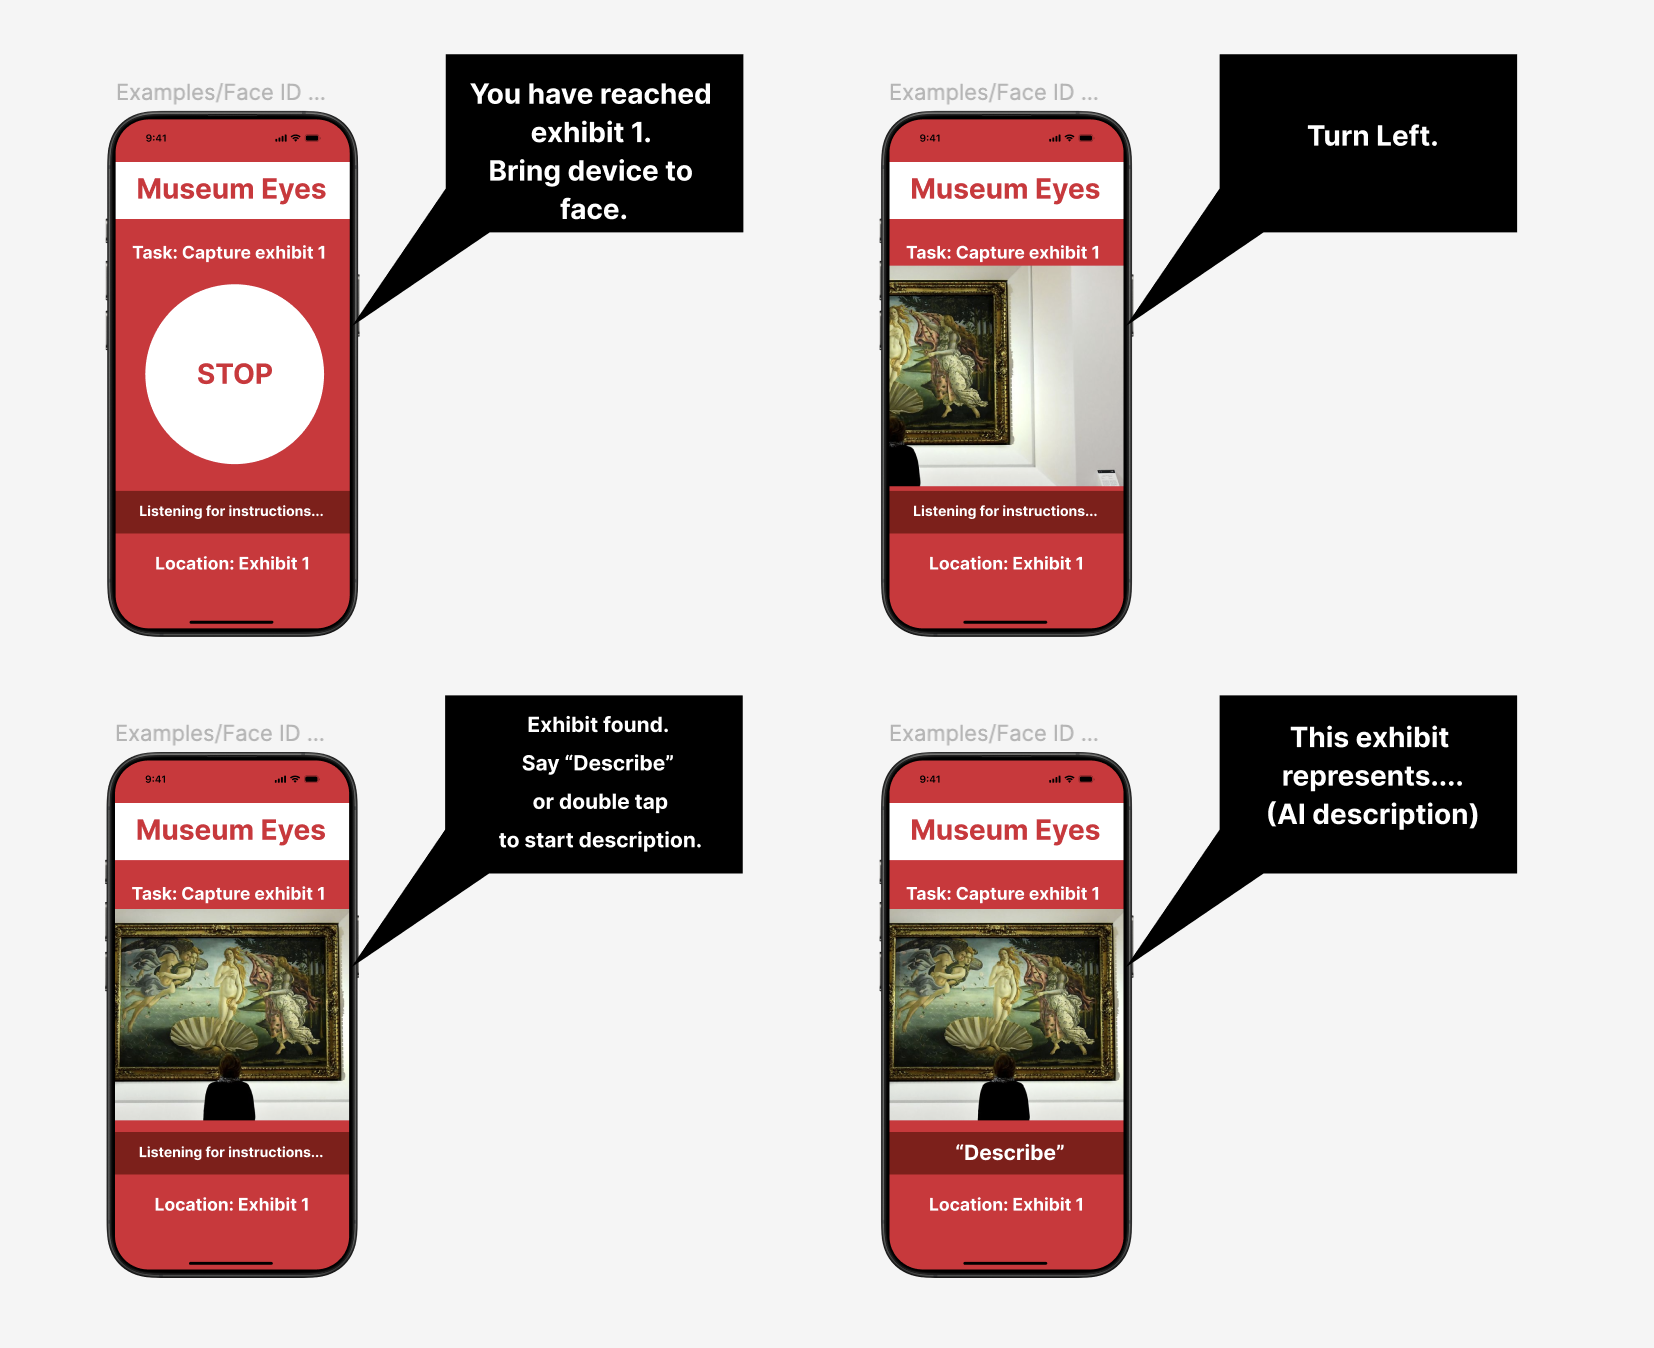 Examples/Face ID ...
9:41
Museum Eyes
Task: Capture exhibit 1
STOP
Listening for instructions...
Location: Exhibit 1
You have reached
exhibit 1.
Bring device to
face.
Examples/Face ID ...
9:41
Museum Eyes
Task: Capture exhibit 1
Listening for instructions...
Location: Exhibit 1
Turn Left.
Examples/Face ID ...
9:41
Museum Eyes
Task: Capture exhibit 1
Listening for instructions...
Location: Exhibit 1
Exhibit found.
Say “Describe”
or double tap
to start description.
Examples/Face ID ...
9:41
Museum Eyes
Task: Capture exhibit 1
“Describe”
Location: Exhibit 1
This exhibit
represents....
(AI description)